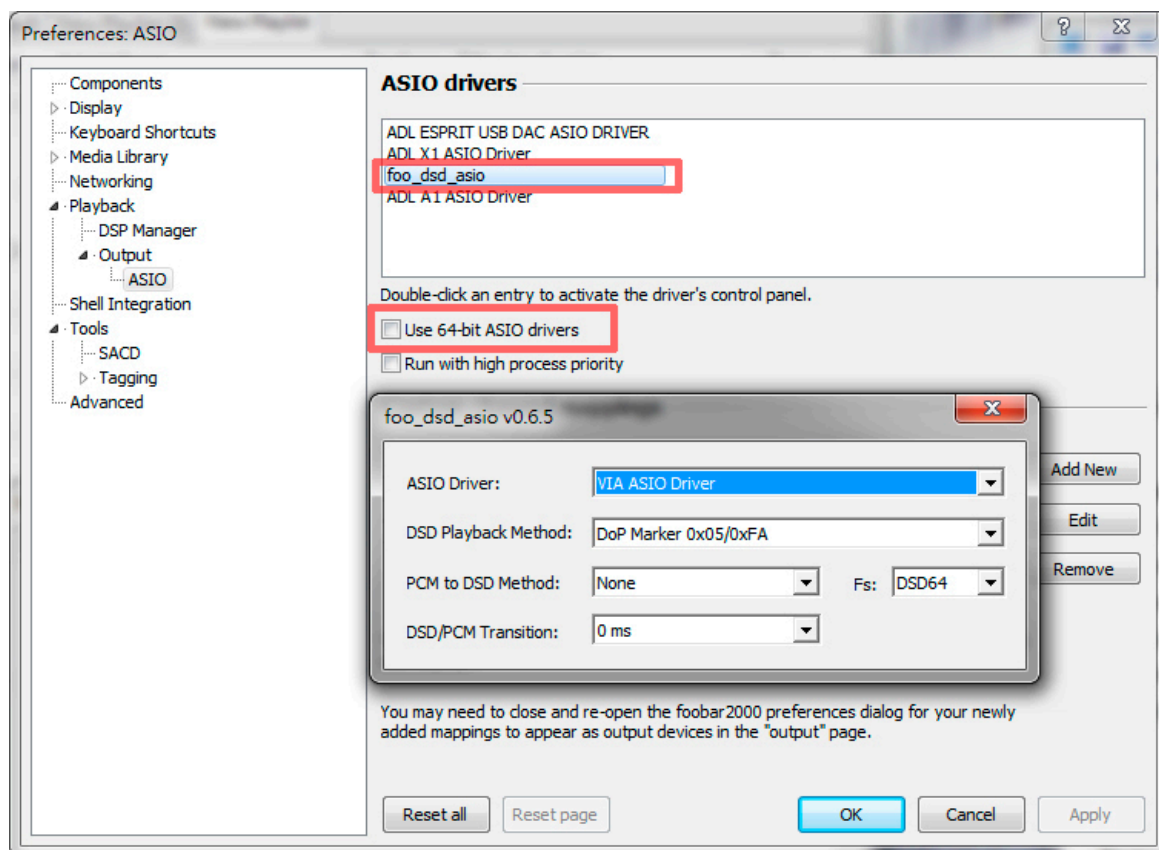 Preferences: ASIO
Components
Display
Keyboard Shortcuts
Media Library
Networking
Playback
DSP Manager
Output
ASIO
Shell Integration
Tools
SACD
Tagging
Advanced
ASIO drivers
ADL ESPRIT USB DAC ASIO DRIVER
ADL X1 ASIO Driver
foo_dsd_asio
ADL A1 ASIO Driver
Double-click an entry to activate the driver's control panel.
Use 64-bit ASIO drivers
Run with high process priority
mappings
foo_dsd_asio v0.6.5
ASIO Driver: VIA ASIO Driver
DSD Playback Method: DoP Marker 0x05/0xFA
PCM to DSD Method: None Fs: DSD64
DSD/PCM Transition: 0 ms
Add New
Edit
Remove
You may need to close and re-open the foobar2000 preferences dialog for your newly
added mappings to appear as output devices in the "output" page.
Reset all Reset page OK Cancel Apply